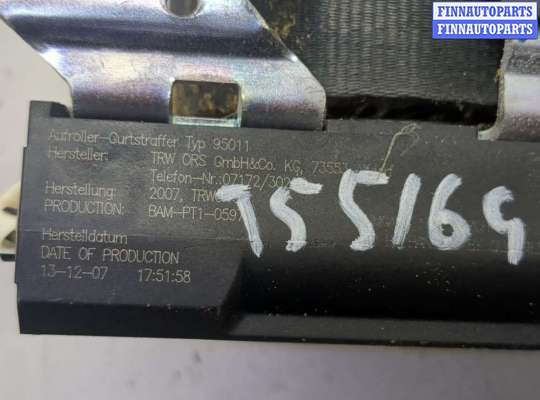 FINNAUTOPARTS
FINNAUTOPARTS
Aufroller-Gurtstraffer Typ 95011
Hersteller: TRW ORS GmbH&Co. KG, 73553
Telefon-Nr.:07172/302
Herstellung: 2007, TRW
PRODUCTION: BAM-PT1-059
T55169
Herstelldatum
DATE OF PRODUCTION
13-12-07 17:51:58